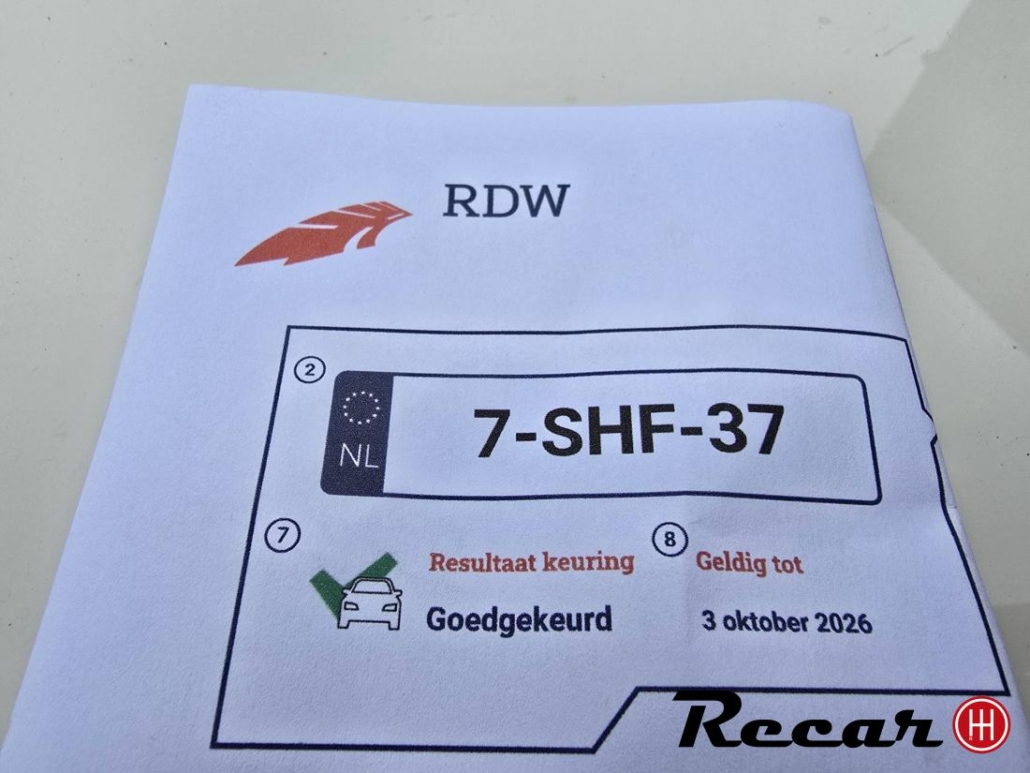 RDW
2
NL
7-SHF-37
7
Resultaat keuring
Goedgekeurd
8
Geldig tot
3 oktober 2026
Recar